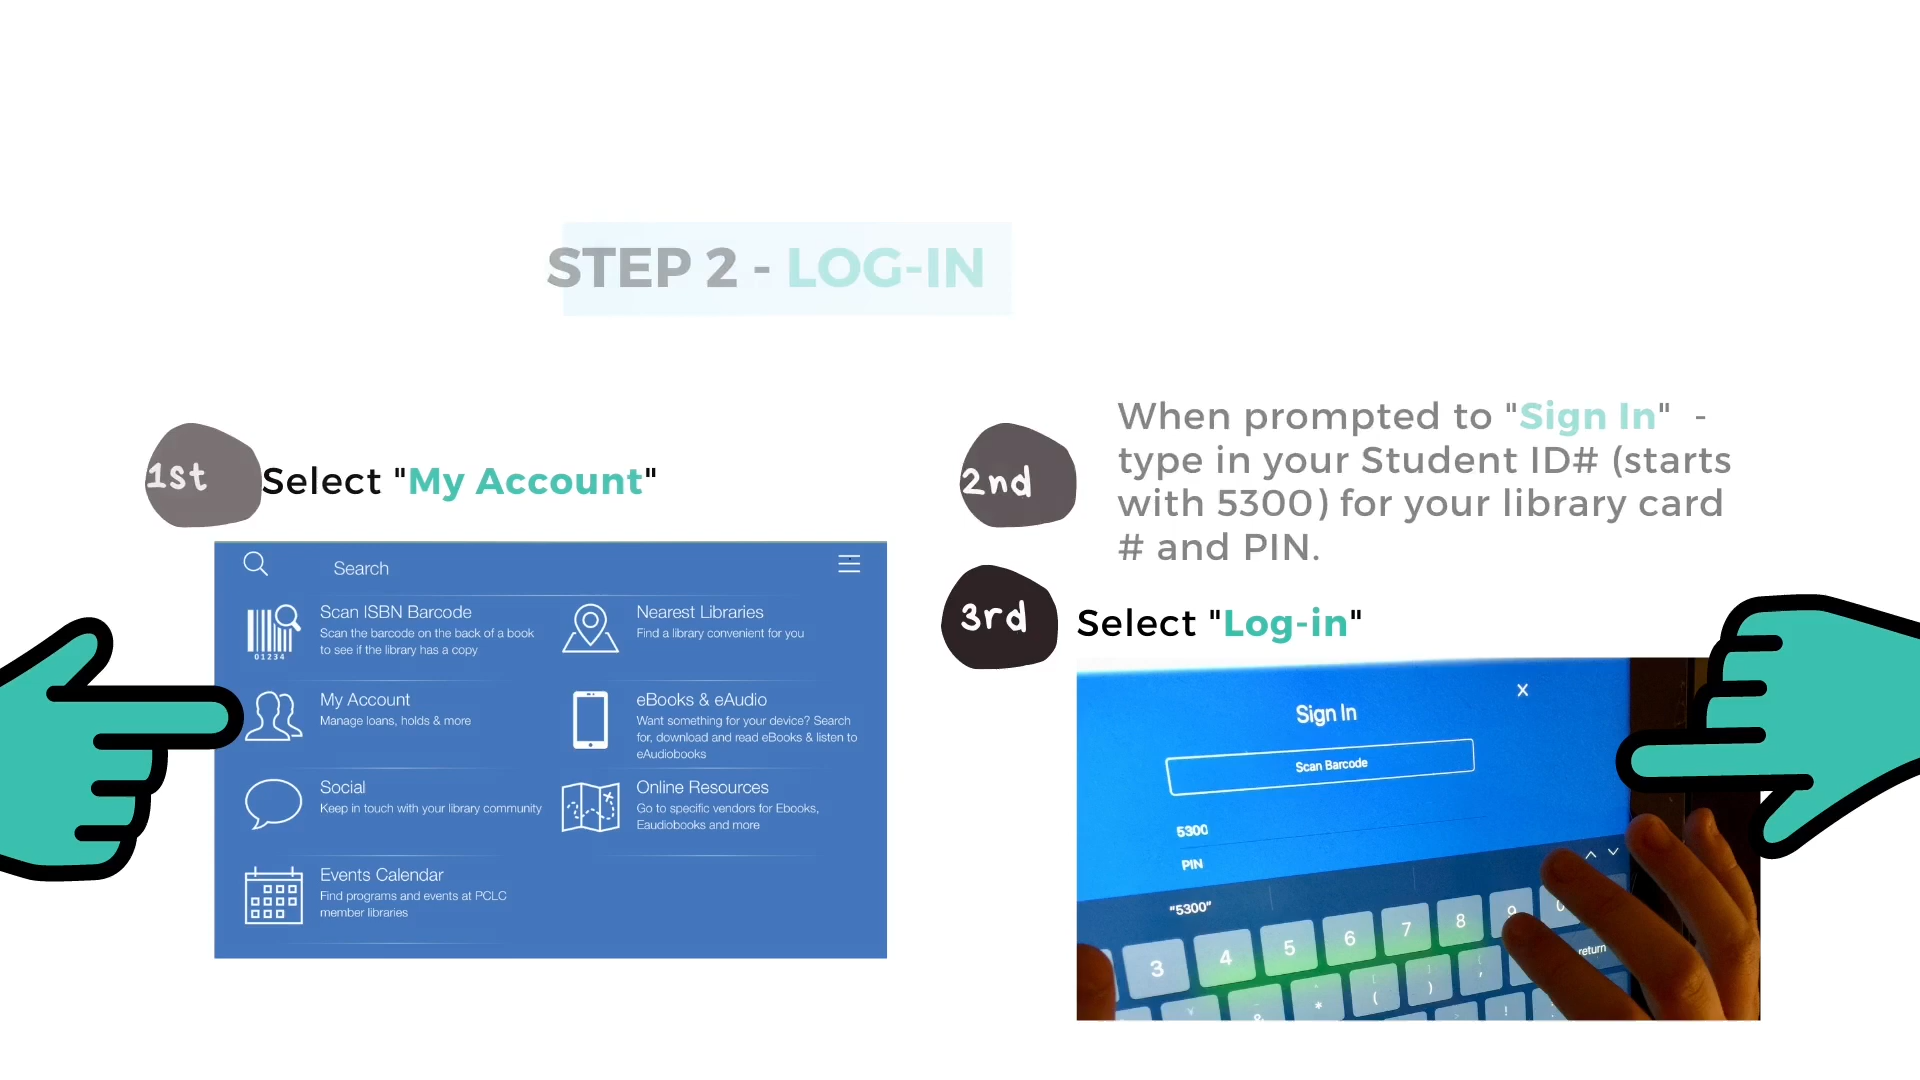 STEP 2 - LOG-IN
1st
Select "My Account"
Search
Scan ISBN Barcode
Scan the barcode on the back of a book
to see if the library has a copy
01234
Nearest Libraries
Find a library convenient for you
My Account
Manage loans, holds & more
eBooks & eAudio
Want something for your device? Search
for, download and read eBooks & listen to
eAudiobooks
Social
Keep in touch with your library community
Online Resources
Go to specific vendors for Ebooks,
Eaudiobooks and more
Events Calendar
Find programs and events at PCLC
member libraries
2nd
When prompted to "Sign In" -
type in your Student ID# (starts
with 5300) for your library card
# and PIN.
3rd
Select "Log-in"
X
Sign In
Scan Barcode
5300
PIN
"5300"
3 4 5 6 7 8 9 0
return
* ( ) ;
& !